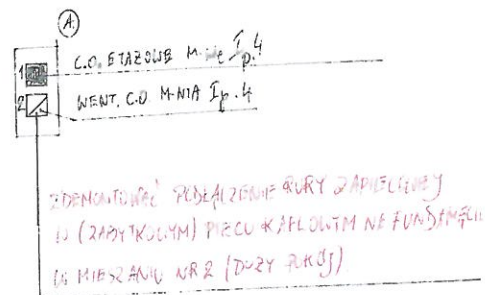 A.
1 C.O. ETAŻOWE M-nie I p. 4
2 WENT. C.O M-NIA I p. 4
ZDEMONTOWAĆ PODŁĄCZENIE RURY ZAPIECKOWEJ
W (ZABYTKOWYM) PIECU KAFLOWYM NA FUNDAMENCIE
W MIESZKANIU NR 2 (DUŻY POKÓJ)